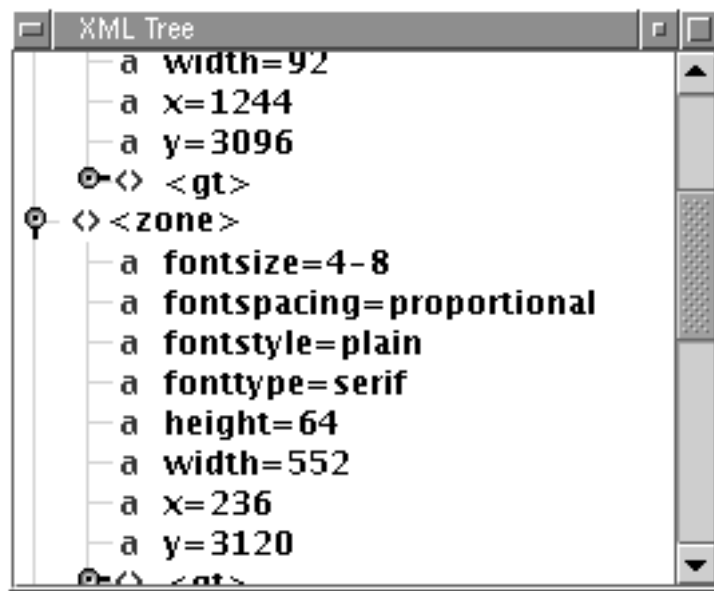 XML Tree
a width=92
a x=1244
a y=3096
<> <gt>
<> <zone>
a fontsize=4-8
a fontspacing=proportional
a fontstyle=plain
a fonttype=serif
a height=64
a width=552
a x=236
a y=3120
<> <gt>